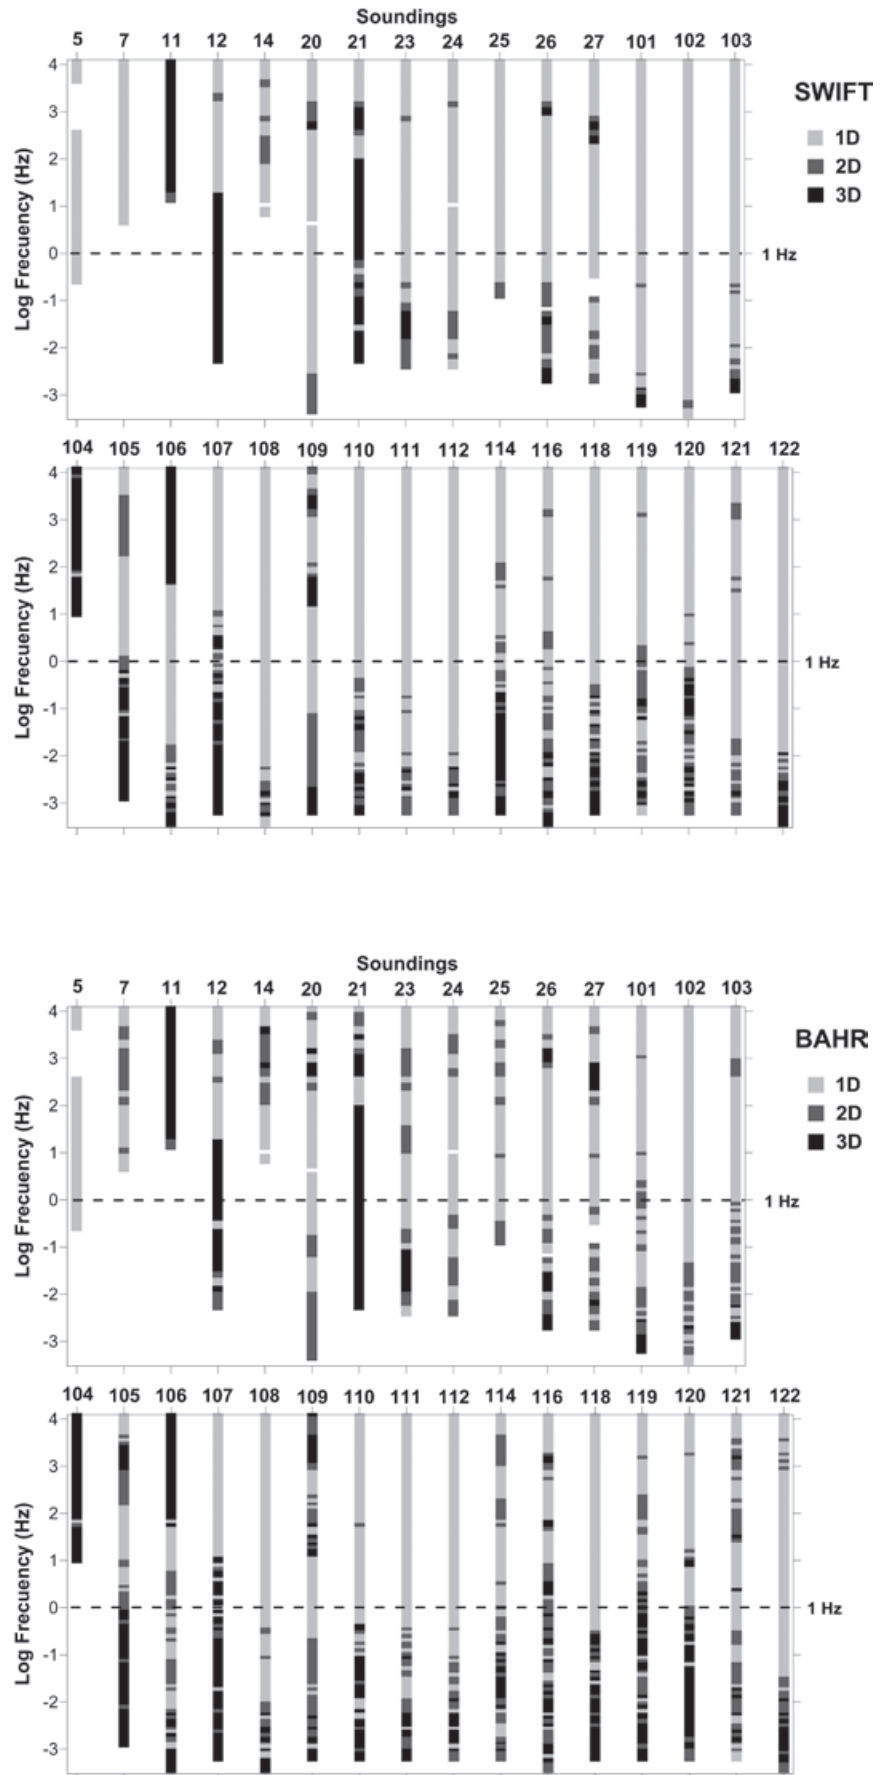 Soundings
5 7 11 12 14 20 21 23 24 25 26 27 101 102 103
SWIFT
1D
2D
3D
Log Frecuency (Hz)
4
3
2
1
0
-1
-2
-3
1 Hz
104 105 106 107 108 109 110 111 112 114 116 118 119 120 121 122
Log Frecuency (Hz)
4
3
2
1
0
-1
-2
-3
1 Hz
Soundings
5 7 11 12 14 20 21 23 24 25 26 27 101 102 103
BAHR
1D
2D
3D
Log Frecuency (Hz)
4
3
2
1
0
-1
-2
-3
1 Hz
104 105 106 107 108 109 110 111 112 114 116 118 119 120 121 122
Log Frecuency (Hz)
4
3
2
1
0
-1
-2
-3
1 Hz